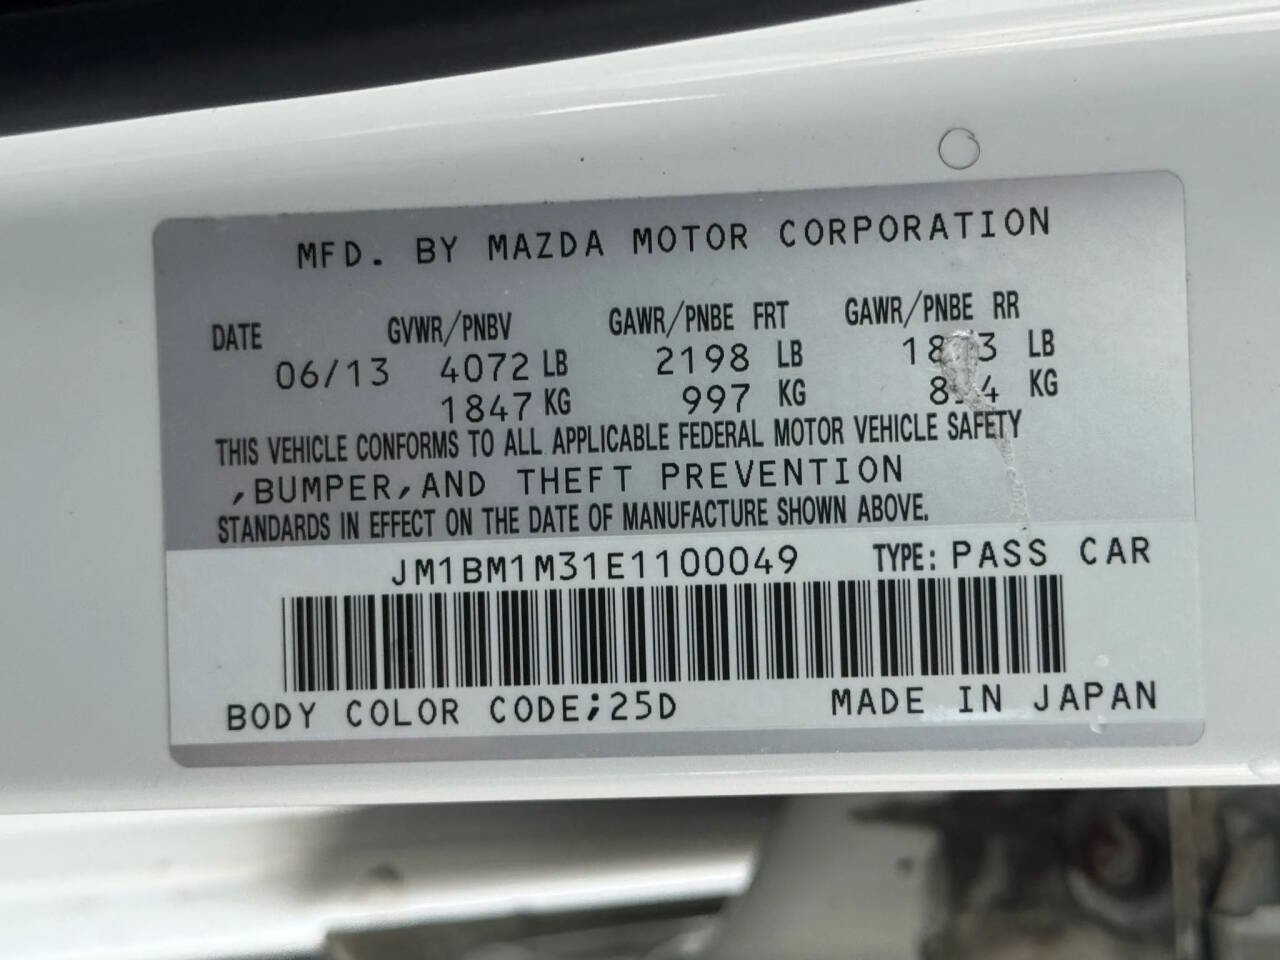 MFD. BY MAZDA MOTOR CORPORATION
DATE GVWR/PNBV GAWR/PNBE FRT GAWR/PNBE RR
06/13 4072 LB 2198 LB LB
1847 KG 997 KG KG
THIS VEHICLE CONFORMS TO ALL APPLICABLE FEDERAL MOTOR VEHICLE SAFETY
,BUMPER,AND THEFT PREVENTION
STANDARDS IN EFFECT ON THE DATE OF MANUFACTURE SHOWN ABOVE.
JM1BM1M31E1100049 TYPE: PASS CAR
BODY COLOR CODE;25D MADE IN JAPAN